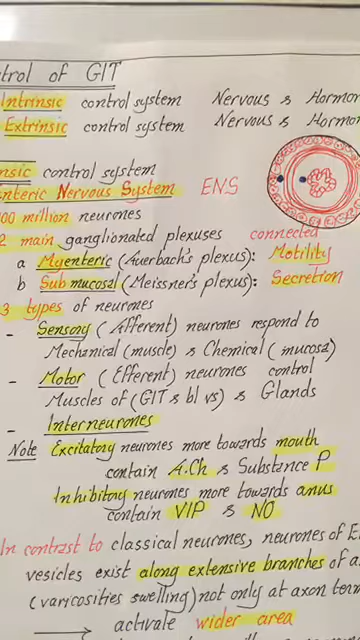 ntrol of GIT
Intrinsic control system Nervous & Hormon
Extrinsic control system Nervous & Hormon
nsic control system
Enteric Nervous System ENS
100 million neurones
2 main ganglionated plexuses connected
a Myenteric (Auerbach's plexus): Motility
b Sub mucosal (Meissner's plexus): Secretion
3 types of neurones
- Sensory (Afferent) neurones respond to
Mechanical (muscle) & Chemical (mucosa)
- Motor (Efferent) neurones control
Muscles of (GIT & bl vs) & Glands
- Interneurones
Note Excitatory neurones more towards mouth
contain A.Ch & Substance P
Inhibitory neurones more towards anus
contain VIP & NO
In contrast to classical neurones, neurones of E
vesicles exist along extensive branches of a
(varicosities swelling) not only at axon term
→ activate wider area